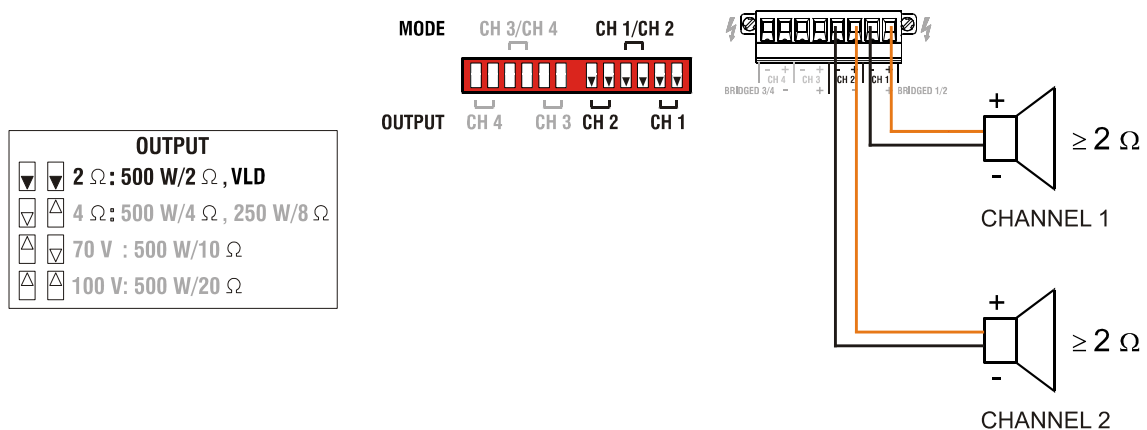 MODE CH 3/CH 4 CH 1/CH 2
OUTPUT CH 4 CH 3 CH 2 CH 1
OUTPUT
2 Ω: 500 W/2 Ω, VLD
4 Ω: 500 W/4 Ω, 250 W/8 Ω
70 V : 500 W/10 Ω
100 V: 500 W/20 Ω
- + - + - + - +
CH 4 CH 3 CH 2 CH 1
BRIDGED 3/4 - + - + BRIDGED 1/2
+
≥ 2 Ω
-
CHANNEL 1
+
≥ 2 Ω
-
CHANNEL 2